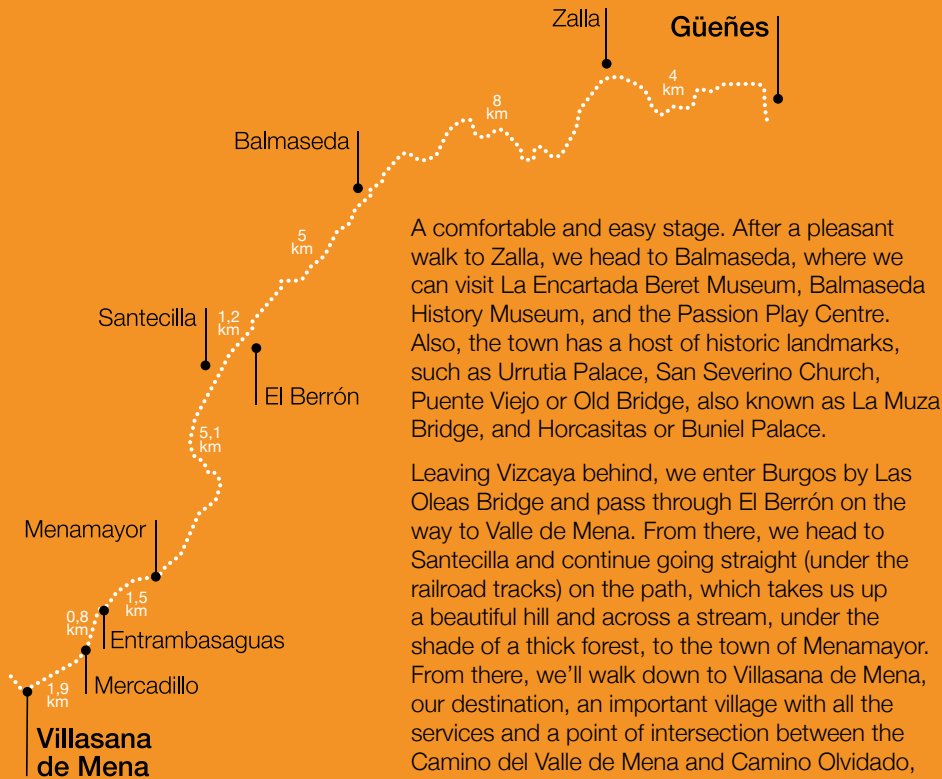 Zalla
Güeñes
4
km
8
km
Balmaseda
5
km
Santecilla
1,2
km
El Berrón
5,1
km
Menamayor
1,5
km
0,8
km
Entrambasaguas
Mercadillo
1,9
km
Villasana
de Mena
A comfortable and easy stage. After a pleasant
walk to Zalla, we head to Balmaseda, where we
can visit La Encartada Beret Museum, Balmaseda
History Museum, and the Passion Play Centre.
Also, the town has a host of historic landmarks,
such as Urrutia Palace, San Severino Church,
Puente Viejo or Old Bridge, also known as La Muza
Bridge, and Horcasitas or Buniel Palace.
Leaving Vizcaya behind, we enter Burgos by Las
Oleas Bridge and pass through El Berrón on the
way to Valle de Mena. From there, we head to
Santecilla and continue going straight (under the
railroad tracks) on the path, which takes us up
a beautiful hill and across a stream, under the
shade of a thick forest, to the town of Menamayor.
From there, we’ll walk down to Villasana de Mena,
our destination, an important village with all the
services and a point of intersection between the
Camino del Valle de Mena and Camino Olvidado,